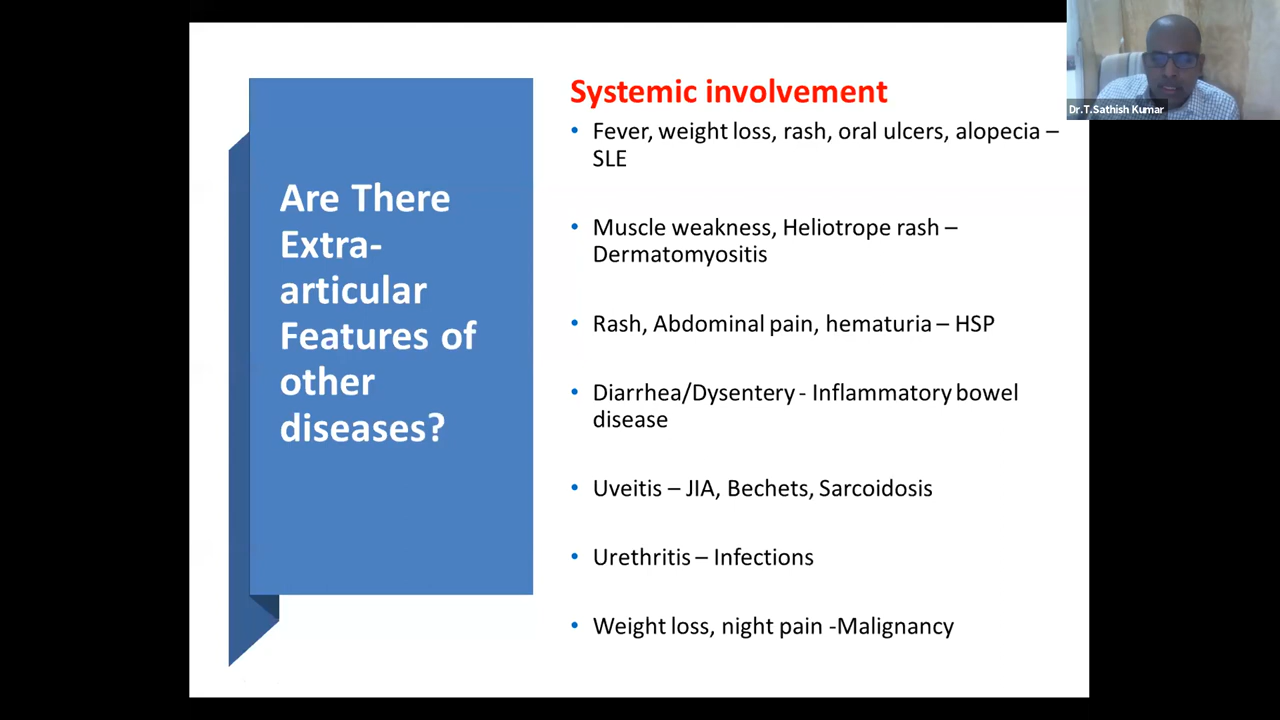 Are There
Extra-
articular
Features of
other
diseases?
Systemic involvement
• Fever, weight loss, rash, oral ulcers, alopecia –
SLE
• Muscle weakness, Heliotrope rash –
Dermatomyositis
• Rash, Abdominal pain, hematuria – HSP
• Diarrhea/Dysentery - Inflammatory bowel
disease
• Uveitis – JIA, Bechets, Sarcoidosis
• Urethritis – Infections
• Weight loss, night pain -Malignancy
Dr.T.Sathish Kumar